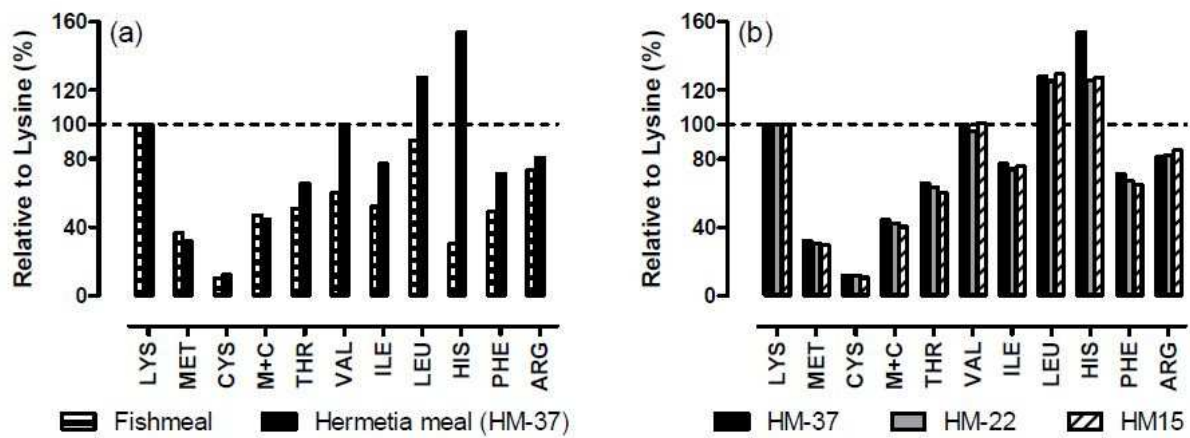 (a)
Relative to Lysine (%)
160
120
100
80
40
0
LYS
MET
CYS
M+C
THR
VAL
ILE
LEU
HIS
PHE
ARG
Fishmeal
Hermetia meal (HM-37)
(b)
Relative to Lysine (%)
160
120
100
80
40
0
LYS
MET
CYS
M+C
THR
VAL
ILE
LEU
HIS
PHE
ARG
HM-37
HM-22
HM15